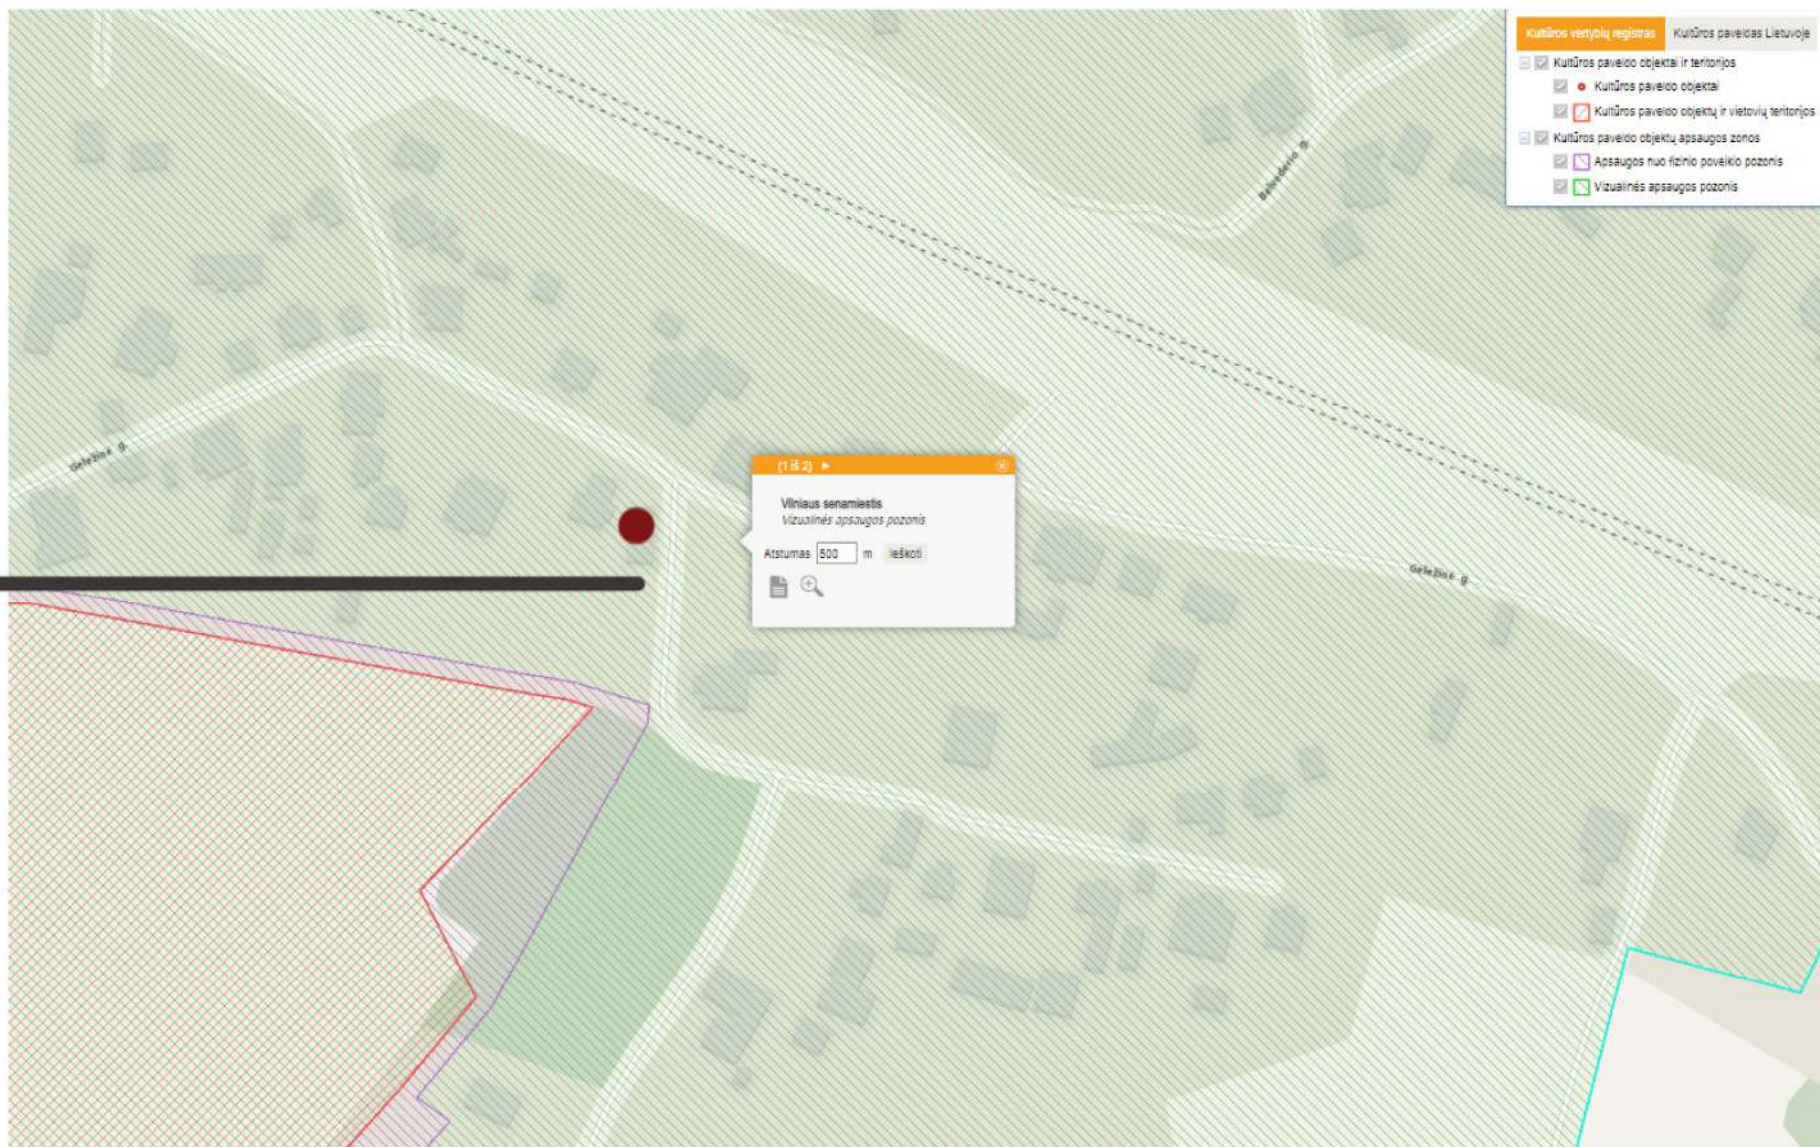 Kultūros vertybių registras
Kultūros paveldas Lietuvoje
Kultūros paveldo objektai ir teritorijos
Kultūros paveldo objektai
Kultūros paveldo objektų ir vietovių teritorijos
Kultūros paveldo objektų apsaugos zonos
Apsaugos nuo fizinio poveikio pozonis
Vizualinės apsaugos pozonis
Belvederio g.
Geležinė g.
(1 iš 2)
Vilniaus senamiestis
Vizualinės apsaugos pozonis
Atstumas 500 m Ieškoti
Geležinė g.